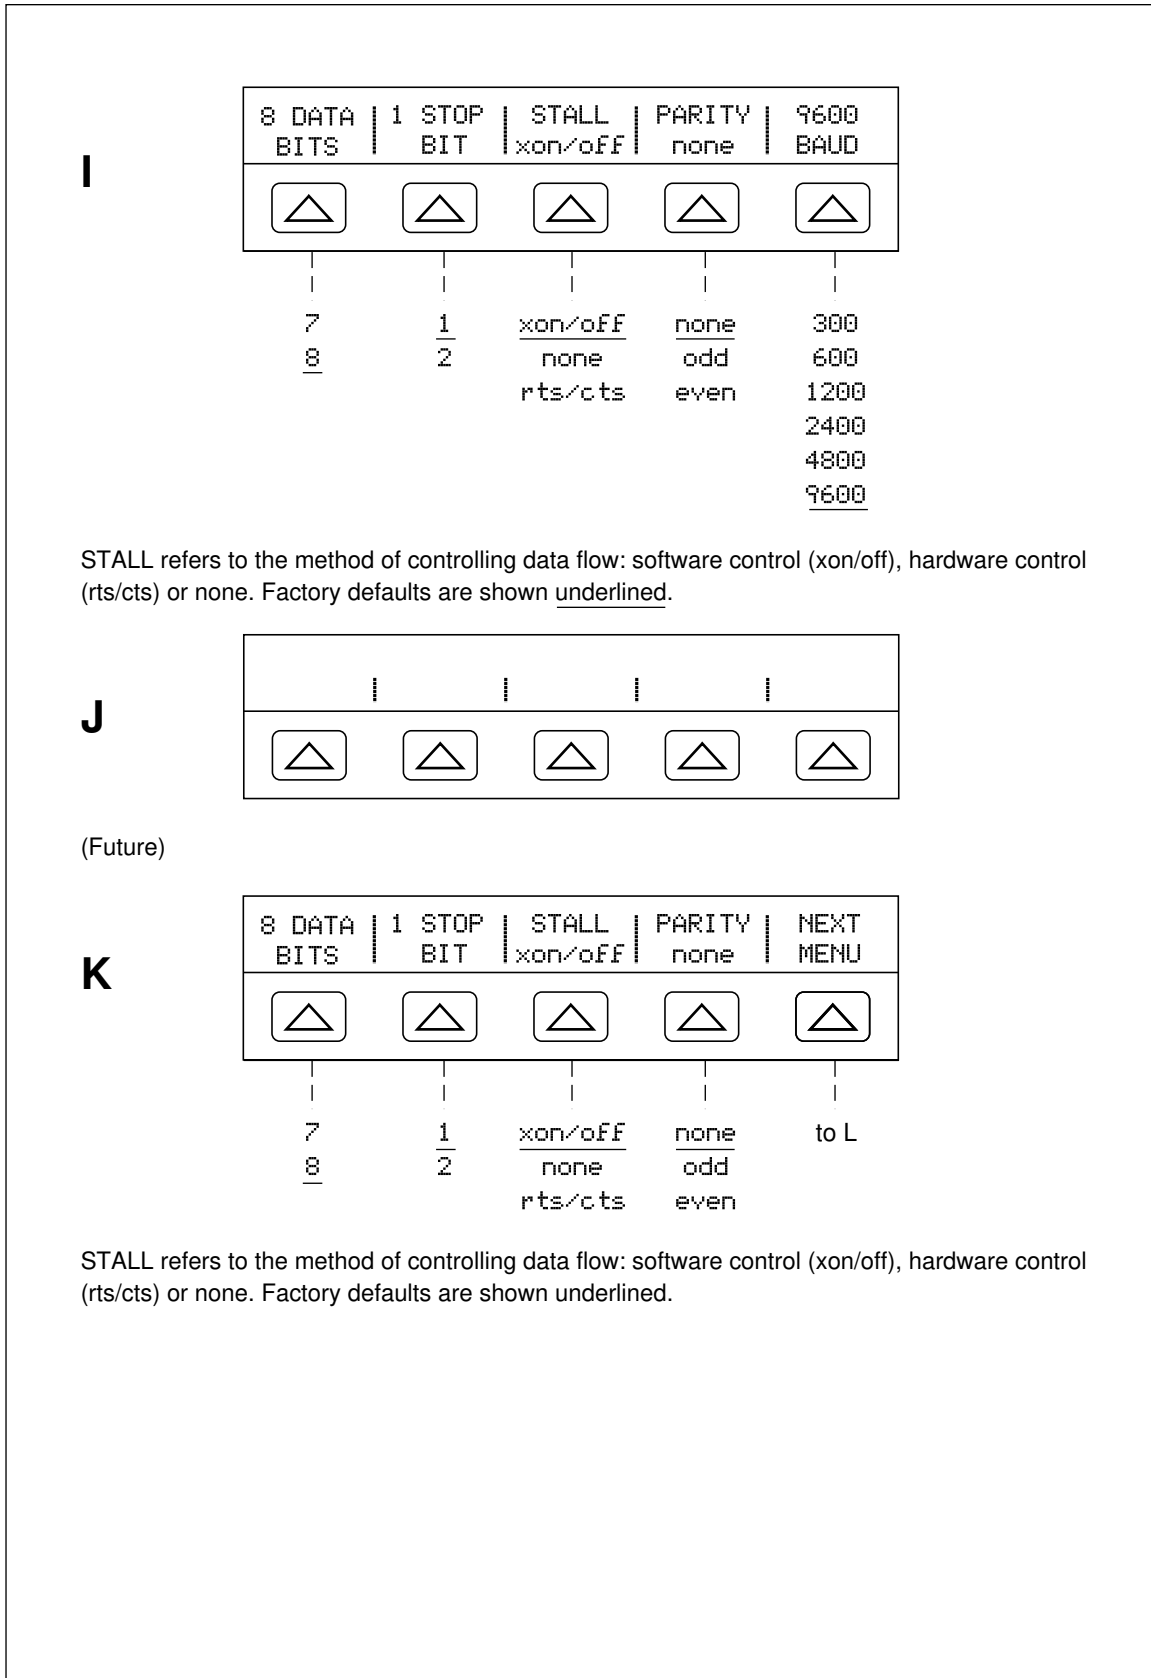 I
8 DATA | 1 STOP | STALL | PARITY | 9600
BITS | BIT | xon/off | none | BAUD
7 1 xon/off none 300
8 2 none odd 600
rts/cts even 1200
2400
4800
9600
STALL refers to the method of controlling data flow: software control (xon/off), hardware control
(rts/cts) or none. Factory defaults are shown underlined.
J
(Future)
K
8 DATA | 1 STOP | STALL | PARITY | NEXT
BITS | BIT | xon/off | none | MENU
7 1 xon/off none to L
8 2 none odd
rts/cts even
STALL refers to the method of controlling data flow: software control (xon/off), hardware control
(rts/cts) or none. Factory defaults are shown underlined.